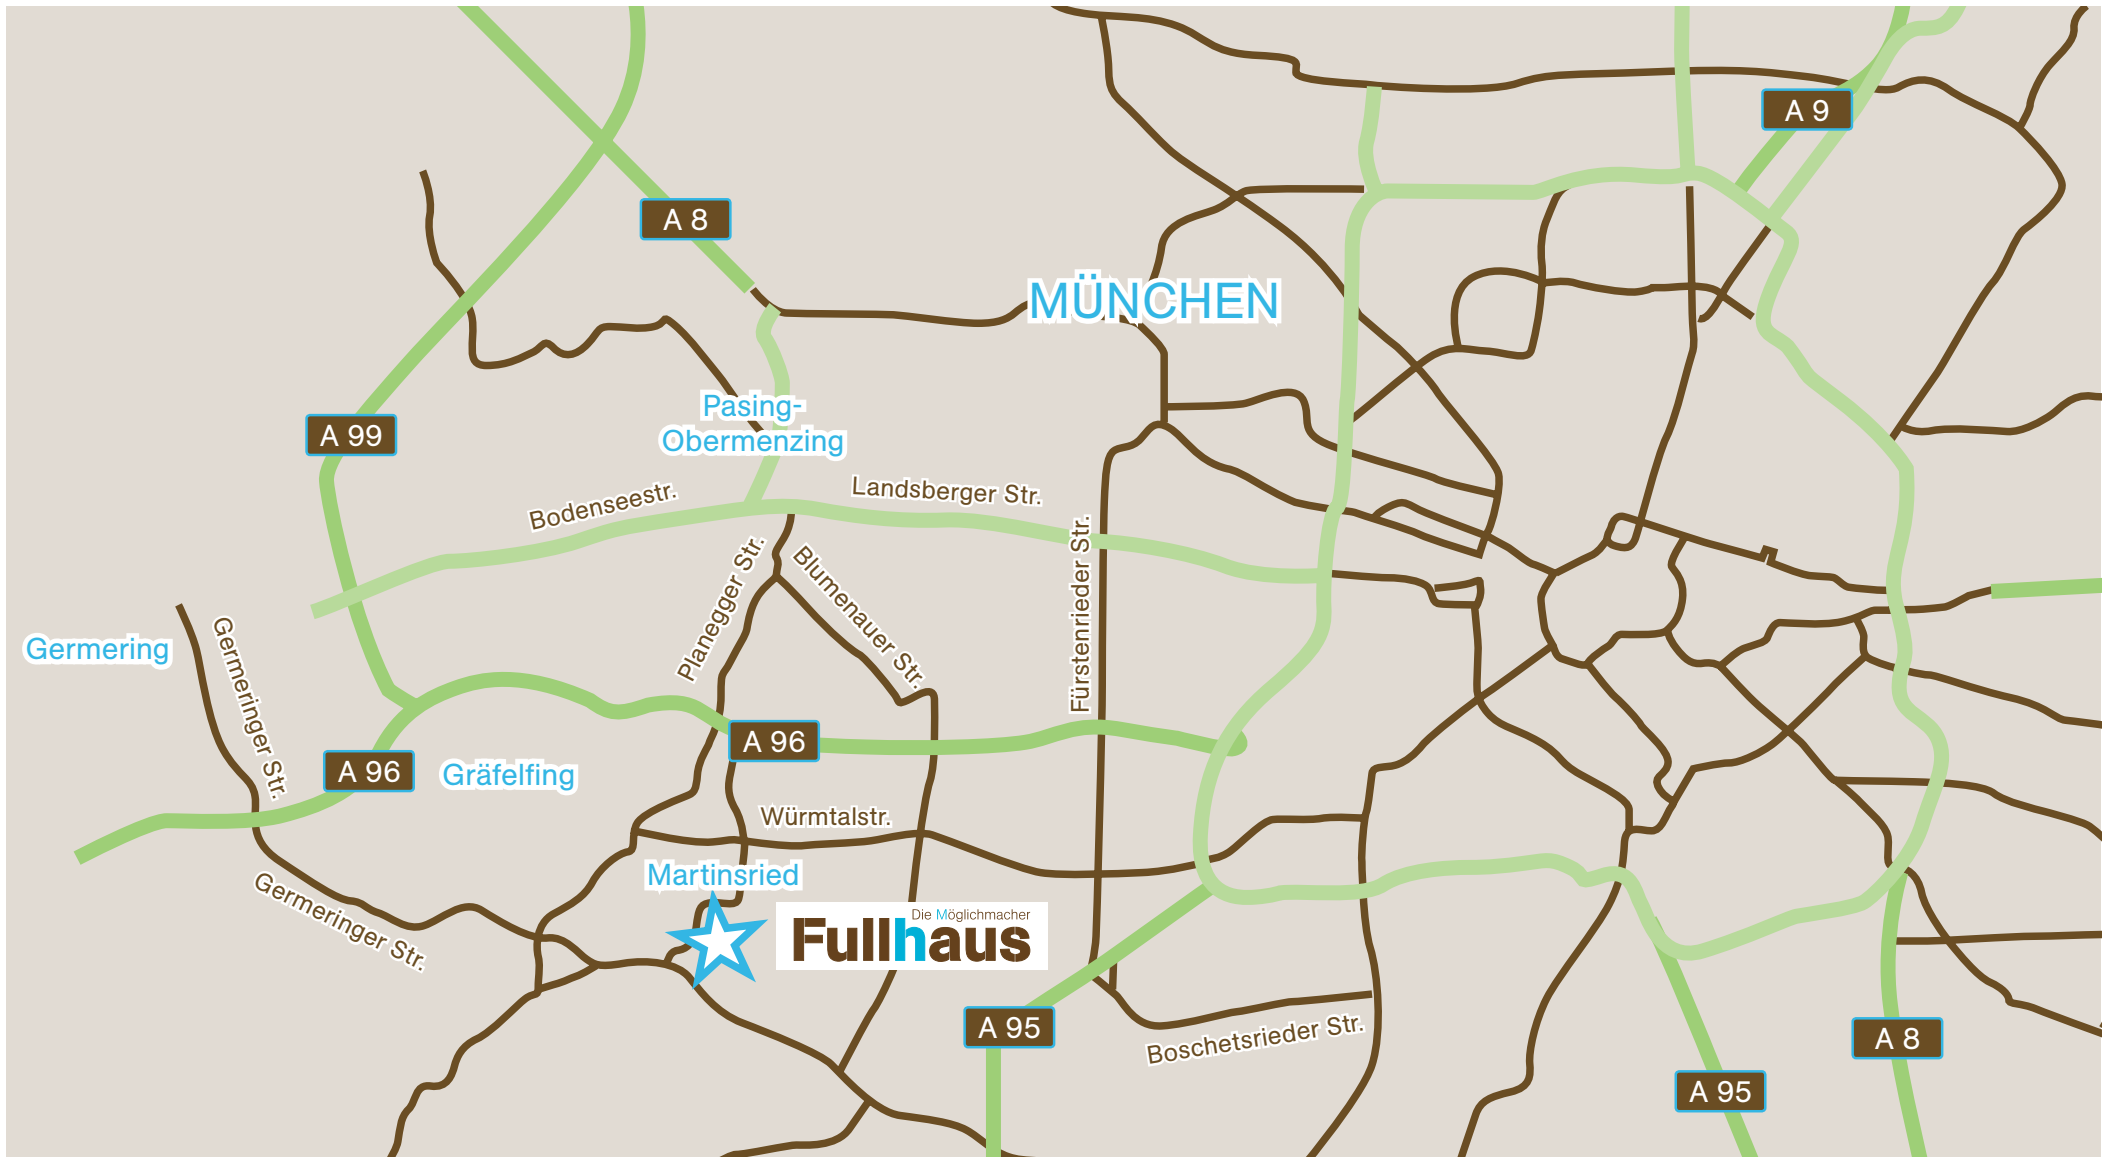 A 9
A 8
MÜNCHEN
Pasing-
Obermenzing
A 99
Bodenseestr.
Landsberger Str.
Planegger Str.
Blumenauer Str.
Fürstenrieder Str.
Germering
Germeringer Str.
A 96
A 96
Gräfelfing
Würmtalstr.
Martinsried
Germeringer Str.
Die Möglichmacher
Fullhaus
A 95
Boschetsrieder Str.
A 8
A 95